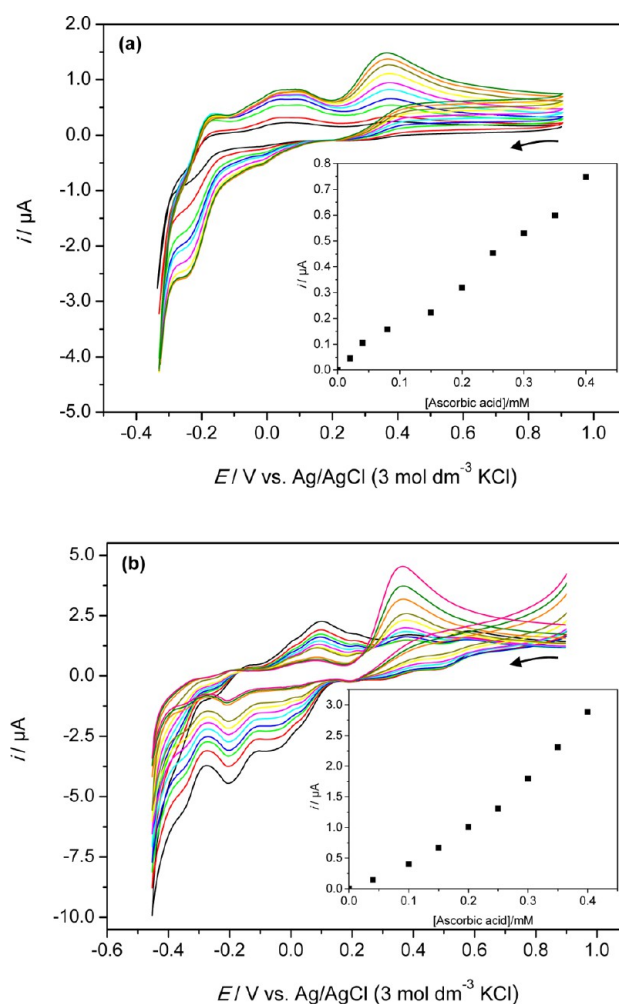 (a)
2.0
1.0
0.0
-1.0
-2.0
-3.0
-4.0
-5.0
i / µA
-0.4 -0.2 0.0 0.2 0.4 0.6 0.8 1.0
E / V vs. Ag/AgCl (3 mol dm⁻³ KCl)
0.8
0.7
0.6
0.5
0.4
0.3
0.2
0.1
0.0
i / µA
0.1 0.2 0.3 0.4
[Ascorbic acid]/mM
(b)
5.0
2.5
0.0
-2.5
-5.0
-7.5
-10.0
i / µA
-0.6 -0.4 -0.2 0.0 0.2 0.4 0.6 0.8 1.0
E / V vs. Ag/AgCl (3 mol dm⁻³ KCl)
3.0
2.5
2.0
1.5
1.0
0.5
0.0
i / µA
0.1 0.2 0.3 0.4
[Ascorbic acid]/mM